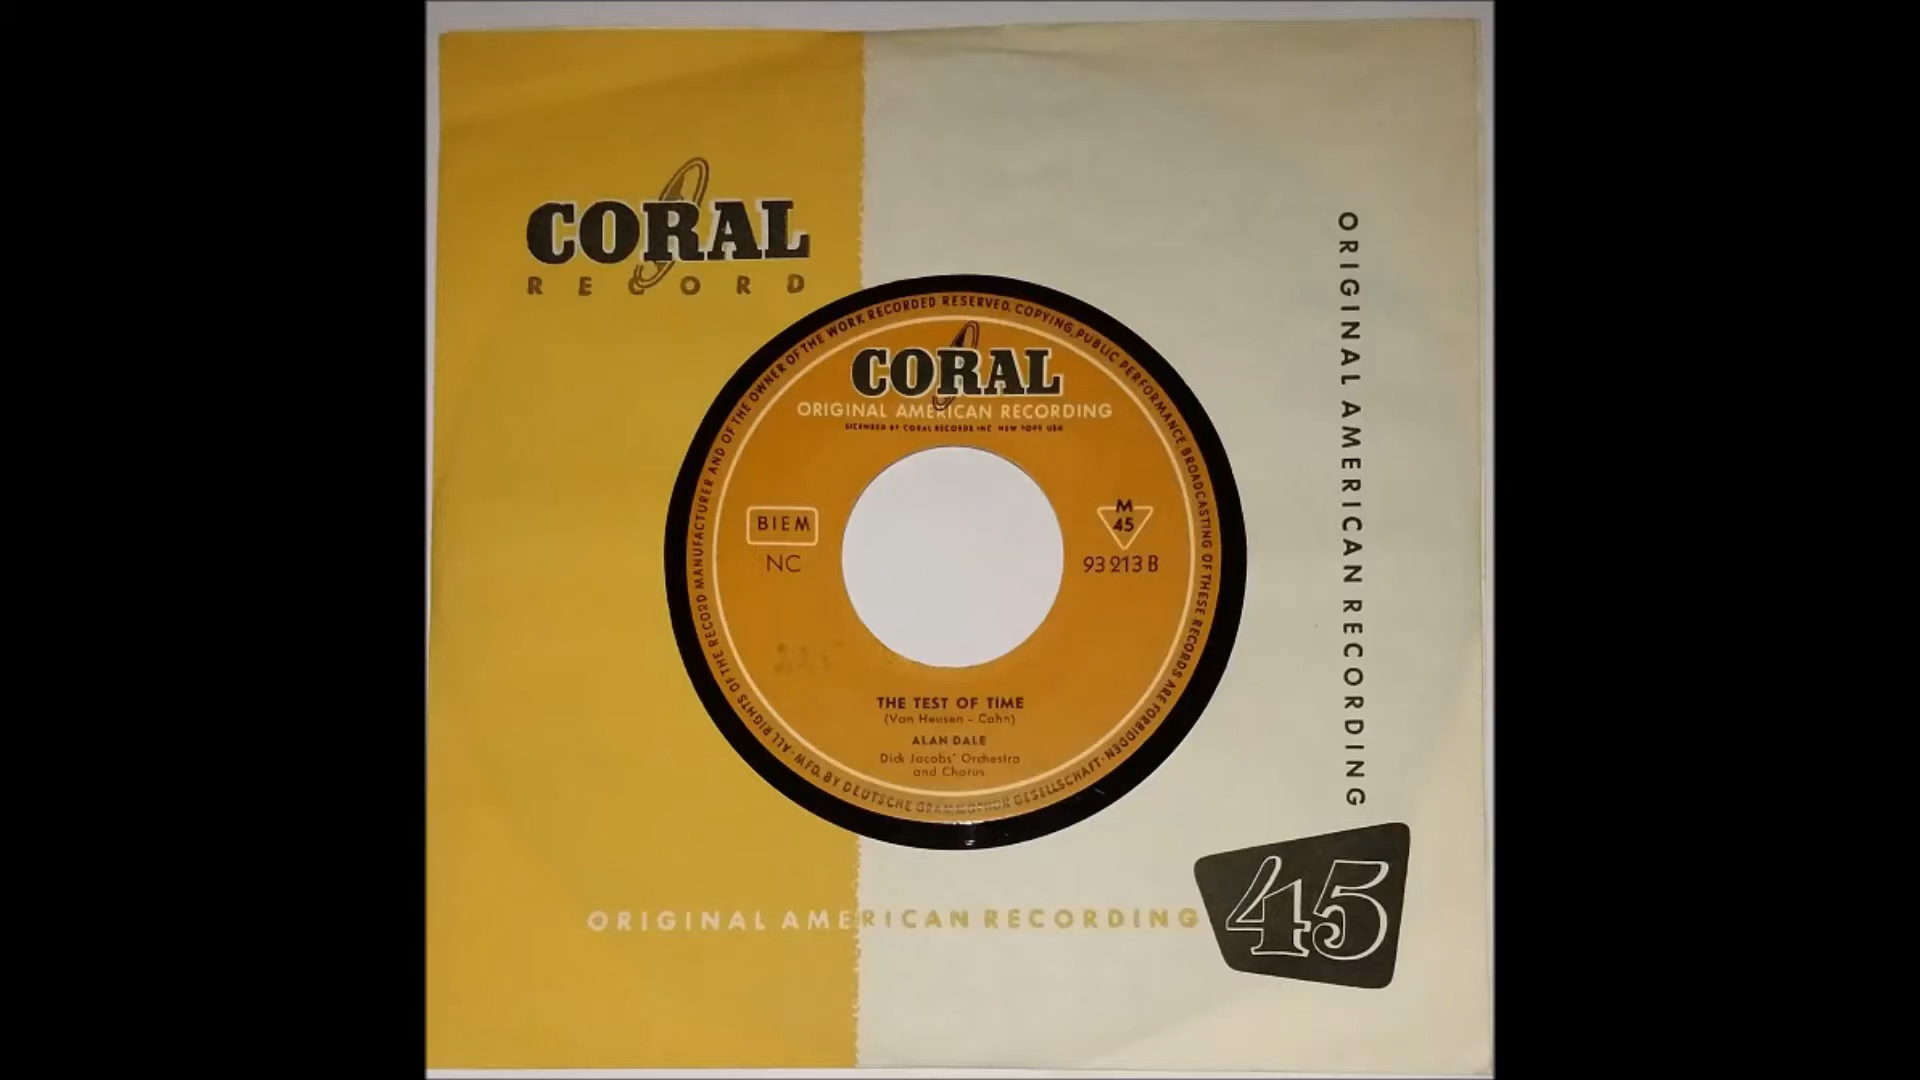 CORAL
RECORD
ORIGINAL AMERICAN RECORDING
ALL RIGHTS OF THE RECORD MANUFACTURER AND OF THE OWNER OF THE WORK RECORDED RESERVED. COPYING, PUBLIC PERFORMANCE BROADCASTING OF THESE RECORDS ARE FORBIDDEN
CORAL
ORIGINAL AMERICAN RECORDING
LICENSED BY CORAL RECORDS INC. NEW YORK USA
BIEM
NC
M
45
93 213 B
THE TEST OF TIME
(Van Heusen - Cahn)
ALAN DALE
Dick Jacobs' Orchestra
and Chorus
MFD. BY DEUTSCHE GRAMMOPHON GESELLSCHAFT
ORIGINAL AMERICAN RECORDING
45